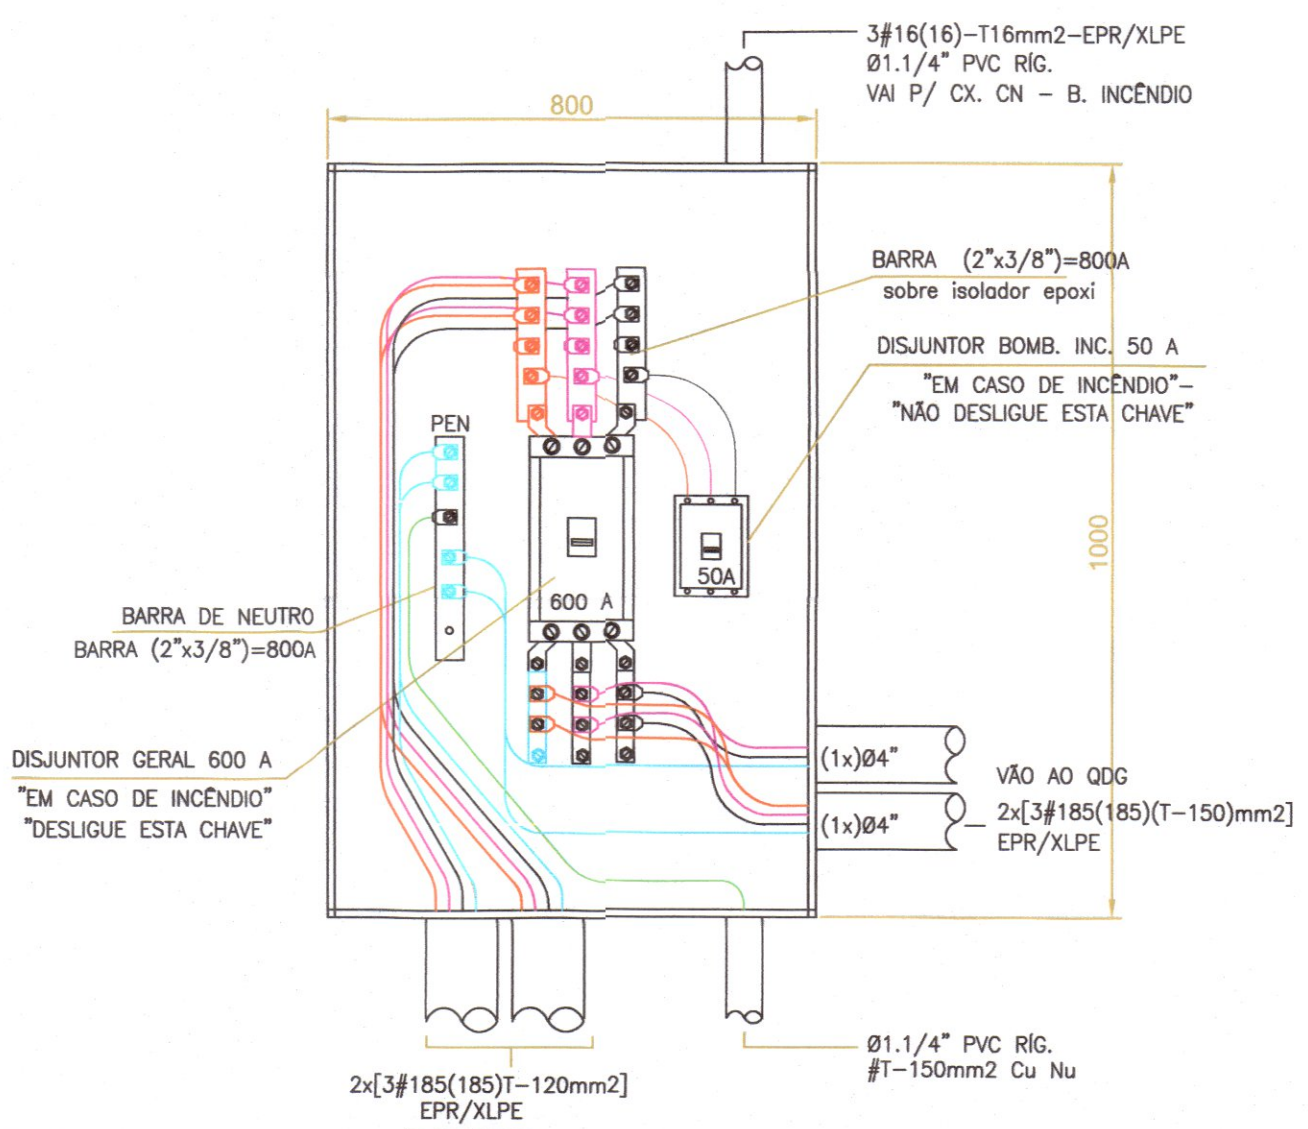 3#16(16)-T16mm2-EPR/XLPE
Ø1.1/4" PVC RÍG.
VAI P/ CX. CN - B. INCÊNDIO
800
BARRA (2"x3/8")=800A
sobre isolador epoxi
DISJUNTOR BOMB. INC. 50 A
"EM CASO DE INCÊNDIO"-
"NÃO DESLIGUE ESTA CHAVE"
PEN
1000
50A
600 A
BARRA DE NEUTRO
BARRA (2"x3/8")=800A
DISJUNTOR GERAL 600 A
"EM CASO DE INCÊNDIO"
"DESLIGUE ESTA CHAVE"
(1x)Ø4"
(1x)Ø4"
VÃO AO QDG
2x[3#185(185)(T-150)mm2]
EPR/XLPE
Ø1.1/4" PVC RÍG.
#T-150mm2 Cu Nu
2x[3#185(185)T-120mm2]
EPR/XLPE